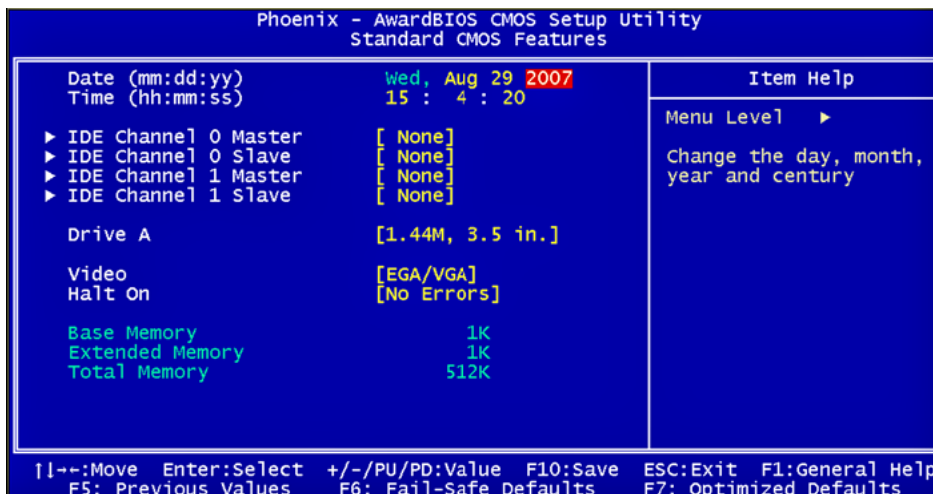 Phoenix - AwardBIOS CMOS Setup Utility
Standard CMOS Features
Date (mm:dd:yy) Wed, Aug 29 2007
Time (hh:mm:ss) 15 : 4 : 20
► IDE Channel 0 Master [ None]
► IDE Channel 0 Slave [ None]
► IDE Channel 1 Master [ None]
► IDE Channel 1 Slave [ None]
Drive A [1.44M, 3.5 in.]
Video [EGA/VGA]
Halt On [No Errors]
Base Memory 1K
Extended Memory 1K
Total Memory 512K
Item Help
Menu Level ►
Change the day, month,
year and century
↑↓→←:Move Enter:Select +/-/PU/PD:Value F10:Save ESC:Exit F1:General Help
F5: Previous Values F6: Fail-Safe Defaults F7: Optimized Defaults